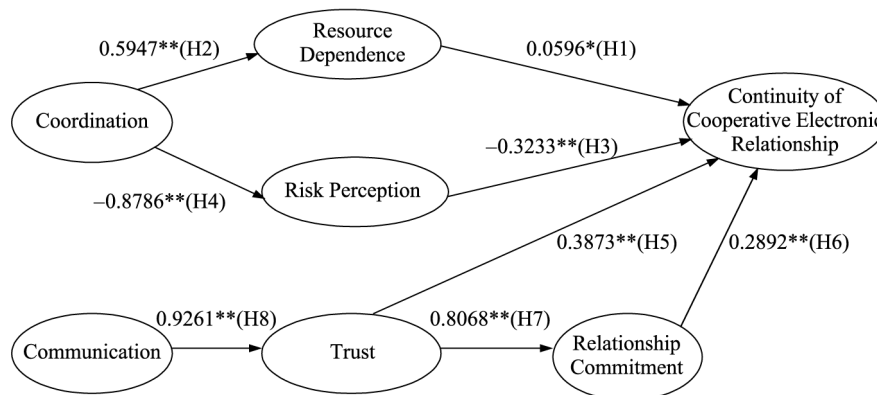 Resource
Dependence
0.5947**(H2)
0.0596*(H1)
Coordination
Continuity of
Cooperative Electronic
Relationship
−0.3233**(H3)
Risk Perception
−0.8786**(H4)
0.3873**(H5)
0.2892**(H6)
0.9261**(H8)
0.8068**(H7)
Communication
Trust
Relationship
Commitment